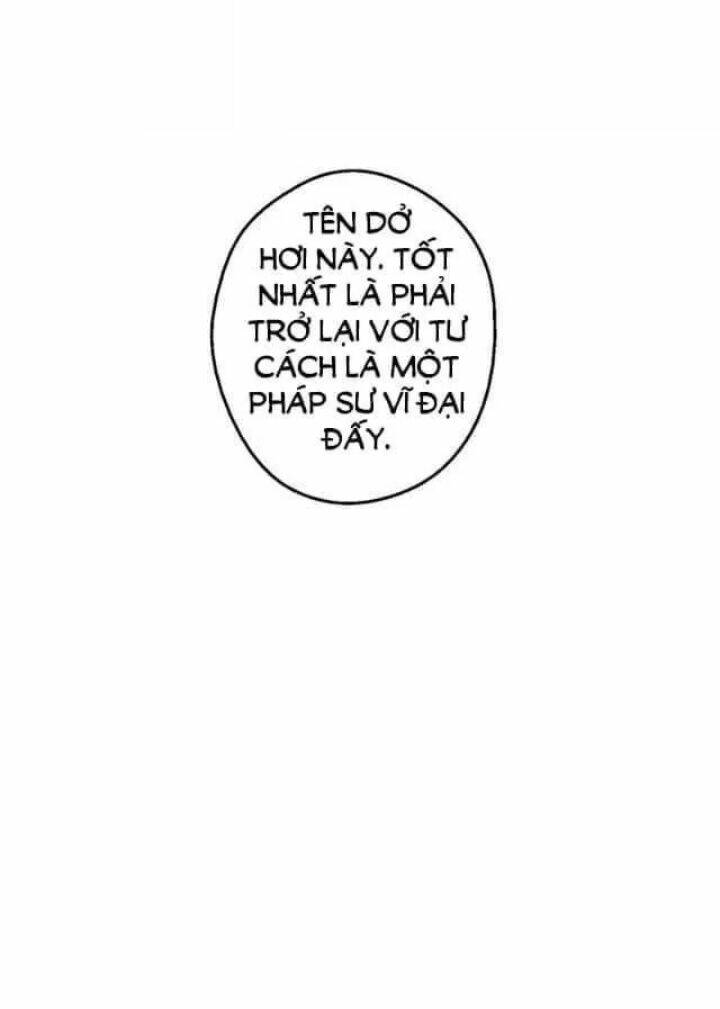 TÊN DỞ
HƠI NÀY. TỐT
NHẤT LÀ PHẢI
TRỞ LẠI VỚI TƯ
CÁCH LÀ MỘT
PHÁP SƯ VĨ ĐẠI
ĐẤY.